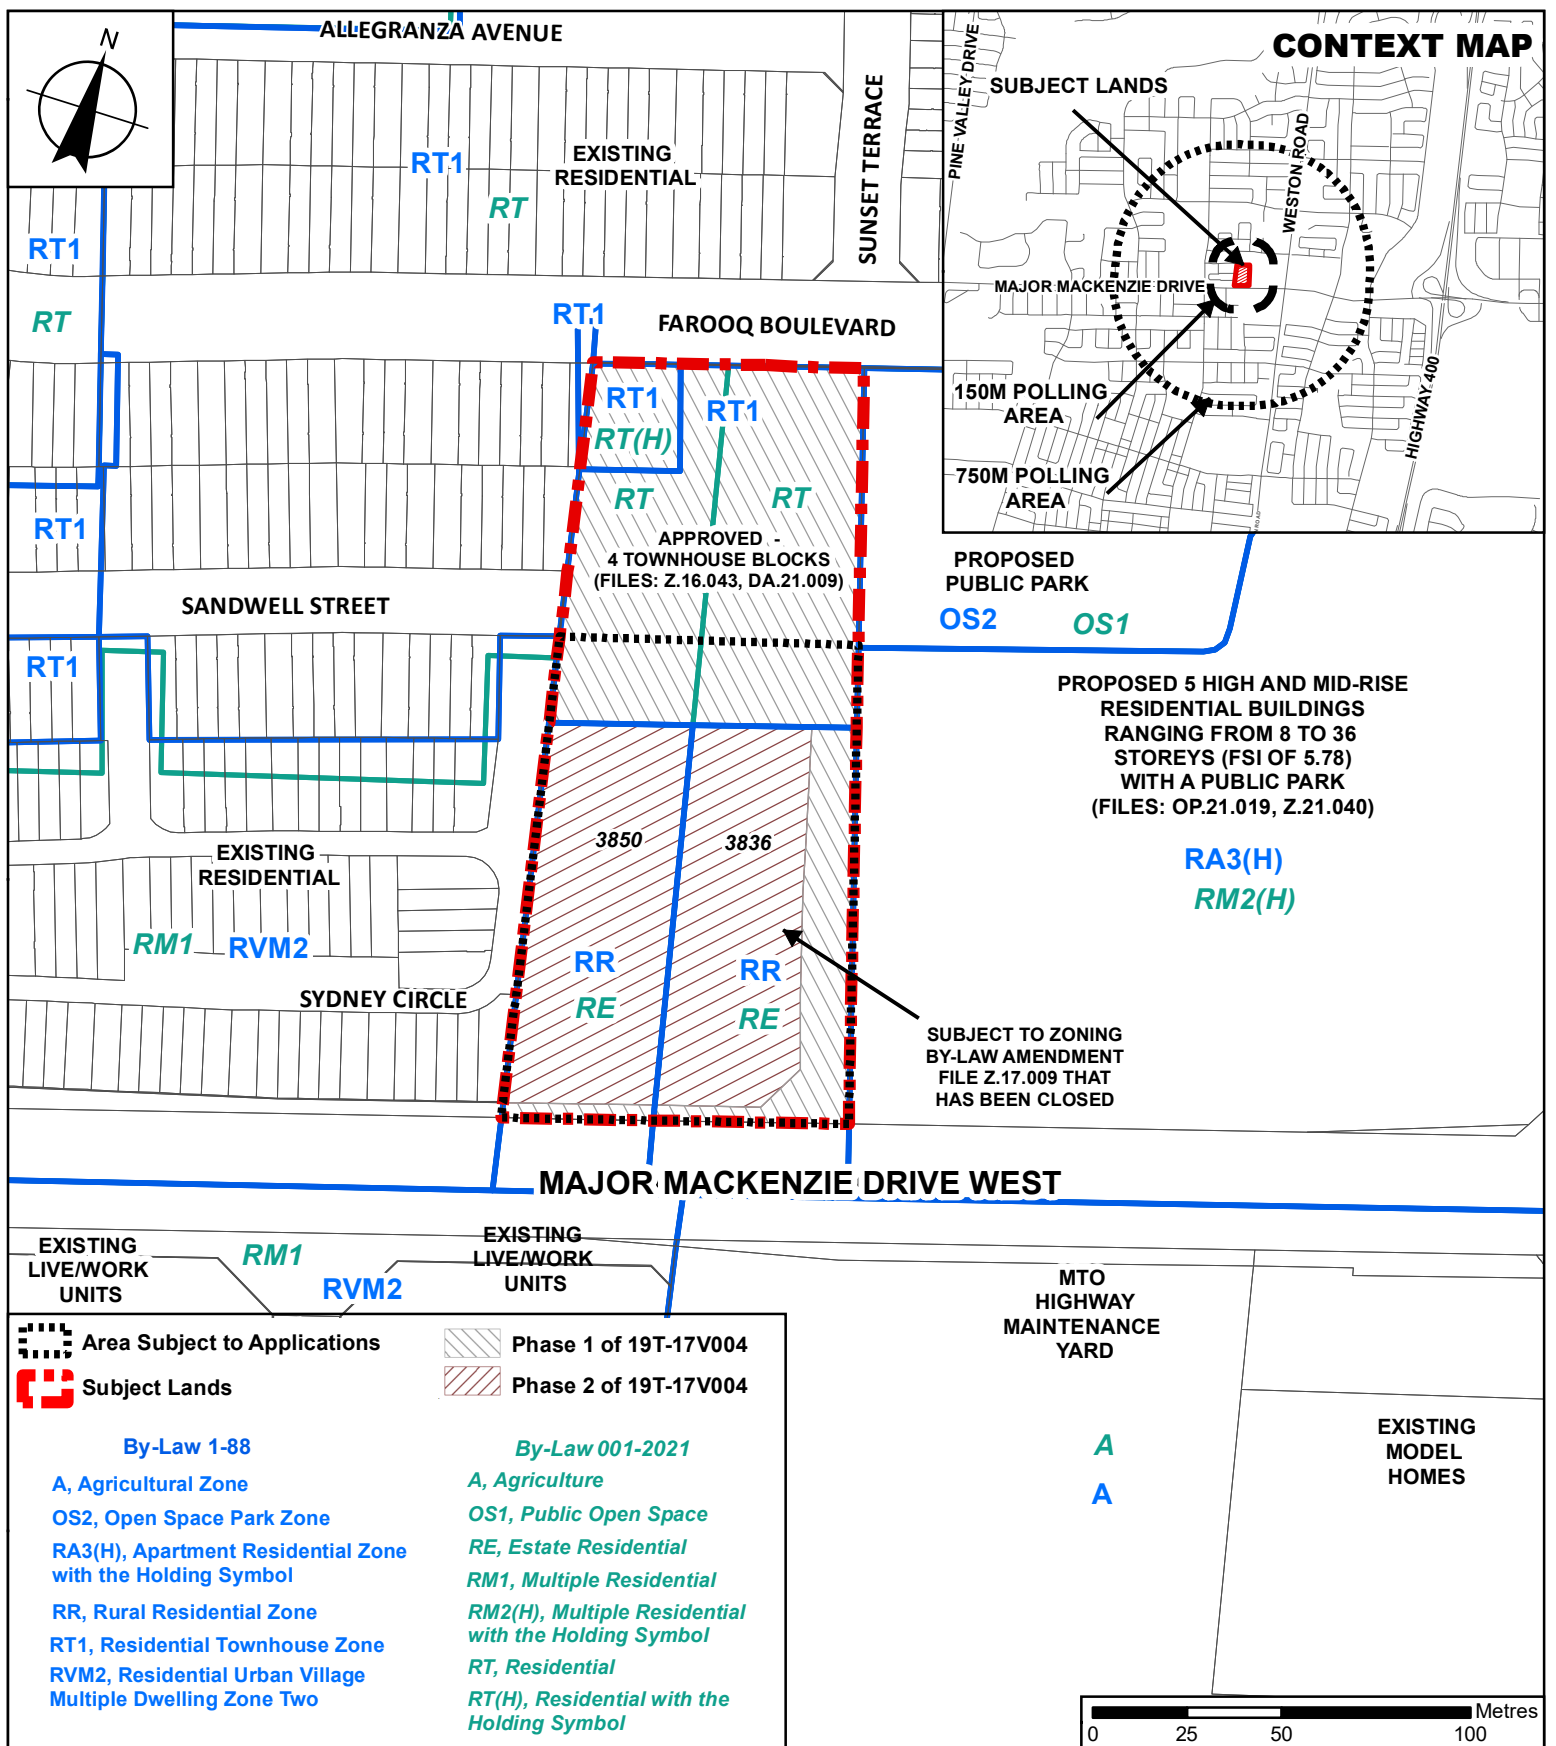 N
ALLEGRANZA AVENUE
SUNSET TERRACE
EXISTING
RESIDENTIAL
RT1
RT
RT1
RT
RT1
FAROOQ BOULEVARD
CONTEXT MAP
PINE VALLEY DRIVE
SUBJECT LANDS
WESTON ROAD
MAJOR MACKENZIE DRIVE
150M POLLING
AREA
750M POLLING
AREA
HIGHWAY 400
RT1
RT(H)
RT1
RT
RT
APPROVED -
4 TOWNHOUSE BLOCKS
(FILES: Z.16.043, DA.21.009)
RT1
SANDWELL STREET
RT1
PROPOSED
PUBLIC PARK
OS2
OS1
PROPOSED 5 HIGH AND MID-RISE
RESIDENTIAL BUILDINGS
RANGING FROM 8 TO 36
STOREYS (FSI OF 5.78)
WITH A PUBLIC PARK
(FILES: OP.21.019, Z.21.040)
RA3(H)
RM2(H)
3850
3836
EXISTING
RESIDENTIAL
RM1
RVM2
SYDNEY CIRCLE
RR
RE
RR
RE
SUBJECT TO ZONING
BY-LAW AMENDMENT
FILE Z.17.009 THAT
HAS BEEN CLOSED
MAJOR MACKENZIE DRIVE WEST
EXISTING
LIVE/WORK
UNITS
RM1
RVM2
EXISTING
LIVE/WORK
UNITS
MTO
HIGHWAY
MAINTENANCE
YARD
A
A
EXISTING
MODEL
HOMES
Area Subject to Applications
Subject Lands
Phase 1 of 19T-17V004
Phase 2 of 19T-17V004
By-Law 1-88
A, Agricultural Zone
OS2, Open Space Park Zone
RA3(H), Apartment Residential Zone
with the Holding Symbol
RR, Rural Residential Zone
RT1, Residential Townhouse Zone
RVM2, Residential Urban Village
Multiple Dwelling Zone Two
By-Law 001-2021
A, Agriculture
OS1, Public Open Space
RE, Estate Residential
RM1, Multiple Residential
RM2(H), Multiple Residential
with the Holding Symbol
RT, Residential
RT(H), Residential with the
Holding Symbol
Metres
0 25 50 100